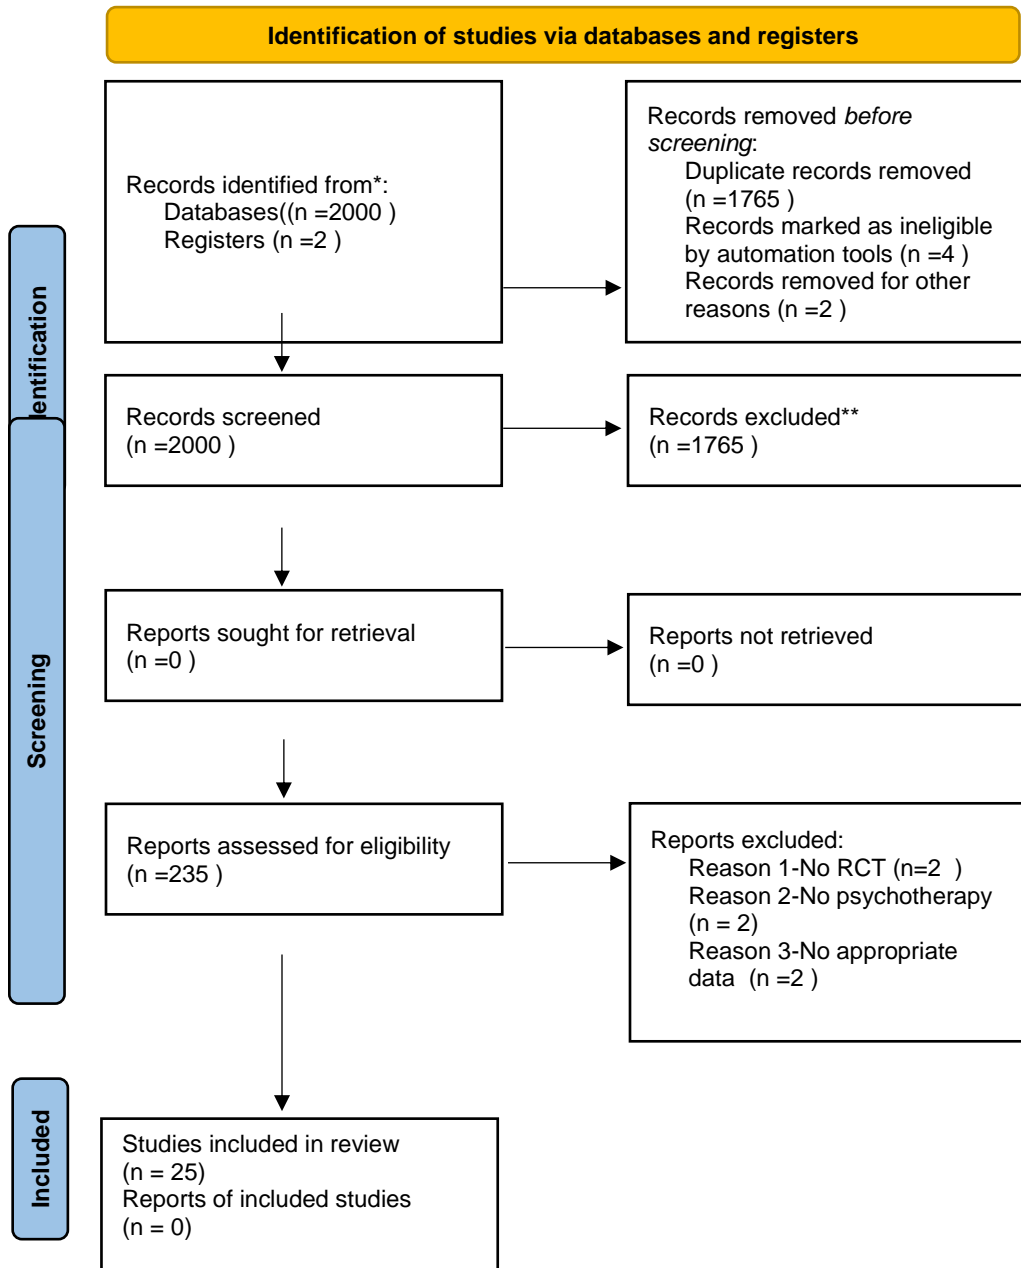 Identification of studies via databases and registers
Records identified from*:
Databases((n =2000 )
Registers (n =2 )
Records removed before
screening:
Duplicate records removed
(n =1765 )
Records marked as ineligible
by automation tools (n =4 )
Records removed for other
reasons (n =2 )
Records screened
(n =2000 )
Records excluded**
(n =1765 )
Reports sought for retrieval
(n =0 )
Reports not retrieved
(n =0 )
Reports assessed for eligibility
(n =235 )
Reports excluded:
Reason 1-No RCT (n=2  )
Reason 2-No psychotherapy
(n = 2)
Reason 3-No appropriate
data  (n =2 )
Studies included in review
(n = 25)
Reports of included studies
(n = 0)
entification
Screening
Included